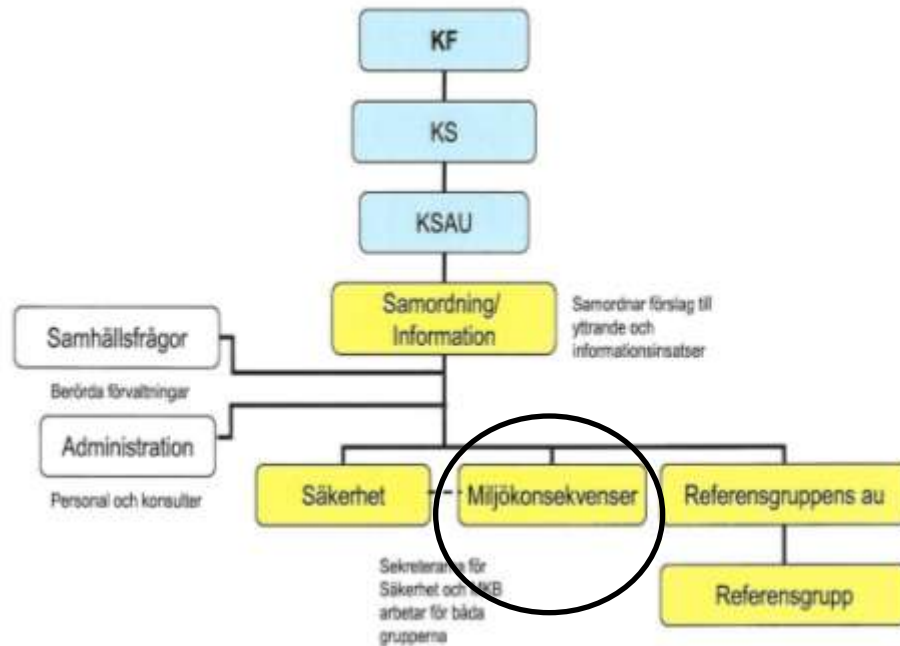 KF
KS
KSAU
Samordning/
Information
Samordnar förslag till
yttrande och
informationsinsatser
Samhällsfrågor
Berörda förvaltningar
Administration
Personal och konsulter
Säkerhet
Miljökonsekvenser
Referensgruppens au
Sekreterarna för
Säkerhet och MKB
arbetar för båda
grupperna
Referensgrupp